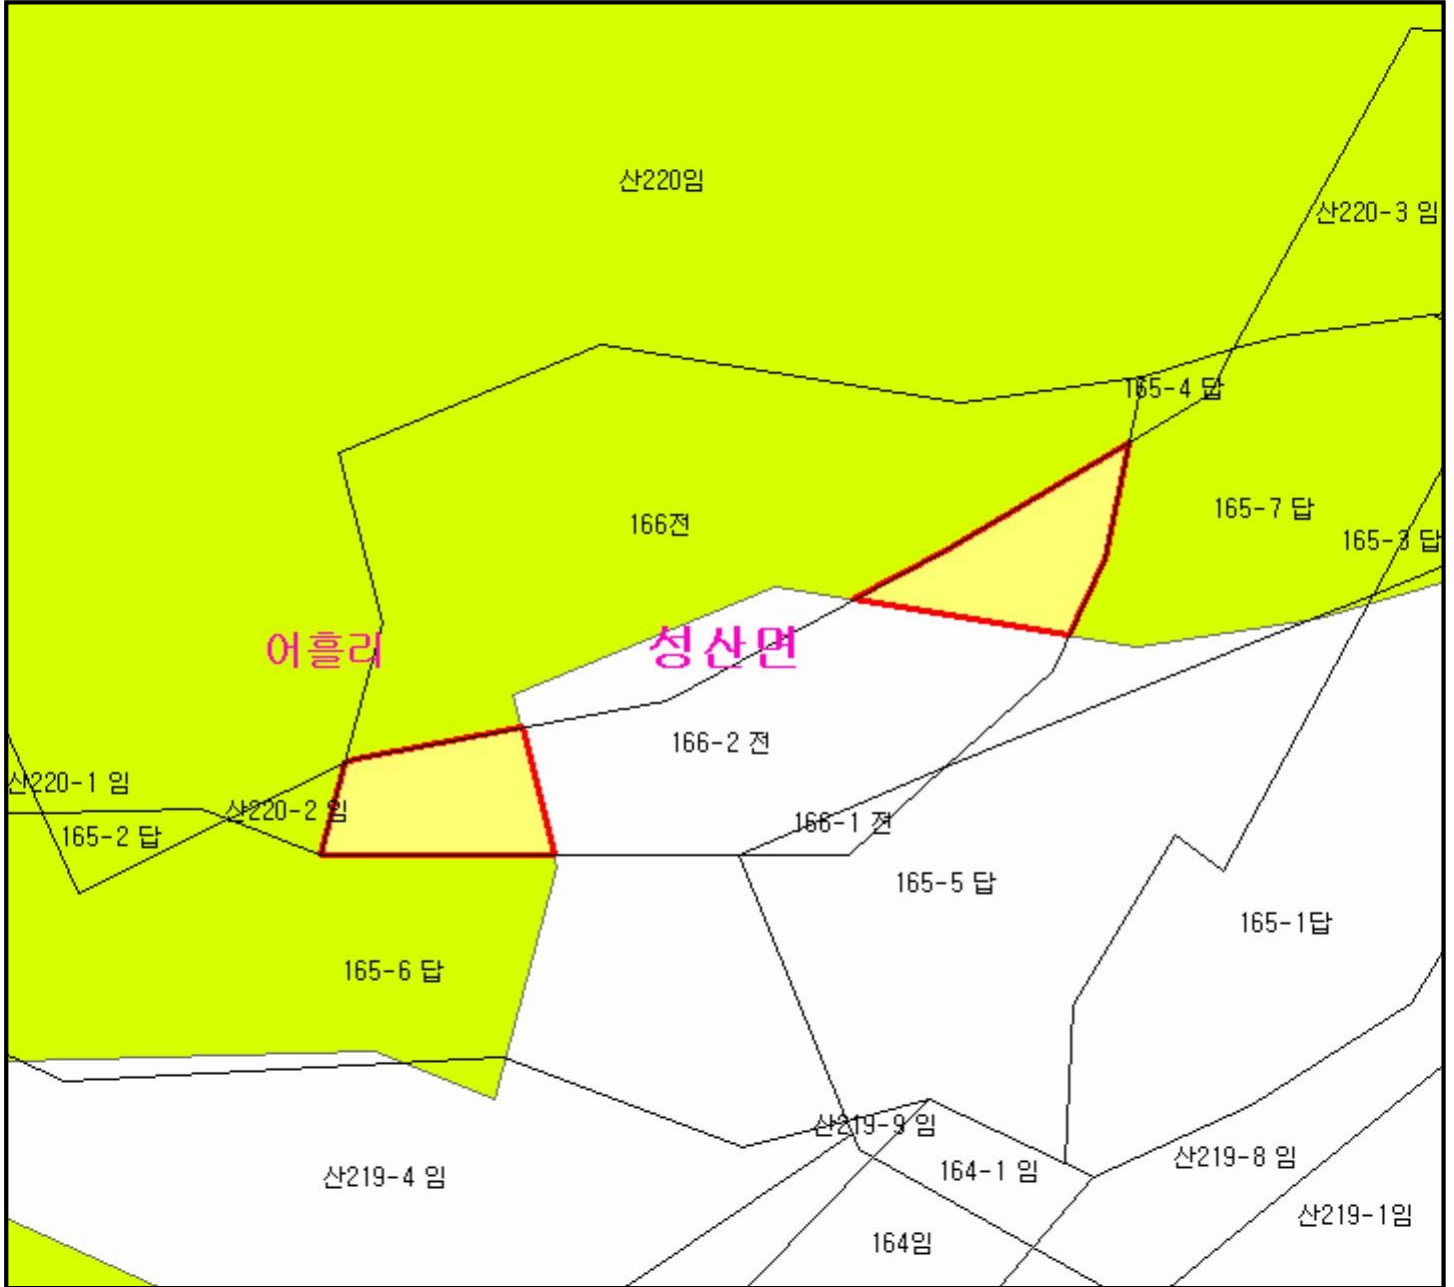 산220임
산220-3 임
165-4 답
165-7 답
166전
165-3 답
어흘리
성산면
166-2 전
산220-1 임
산220-2 임
166-1 전
165-2 답
165-5 답
165-1답
165-6 답
산219-9 임
산219-8 임
164-1 임
산219-4 임
산219-1임
164임